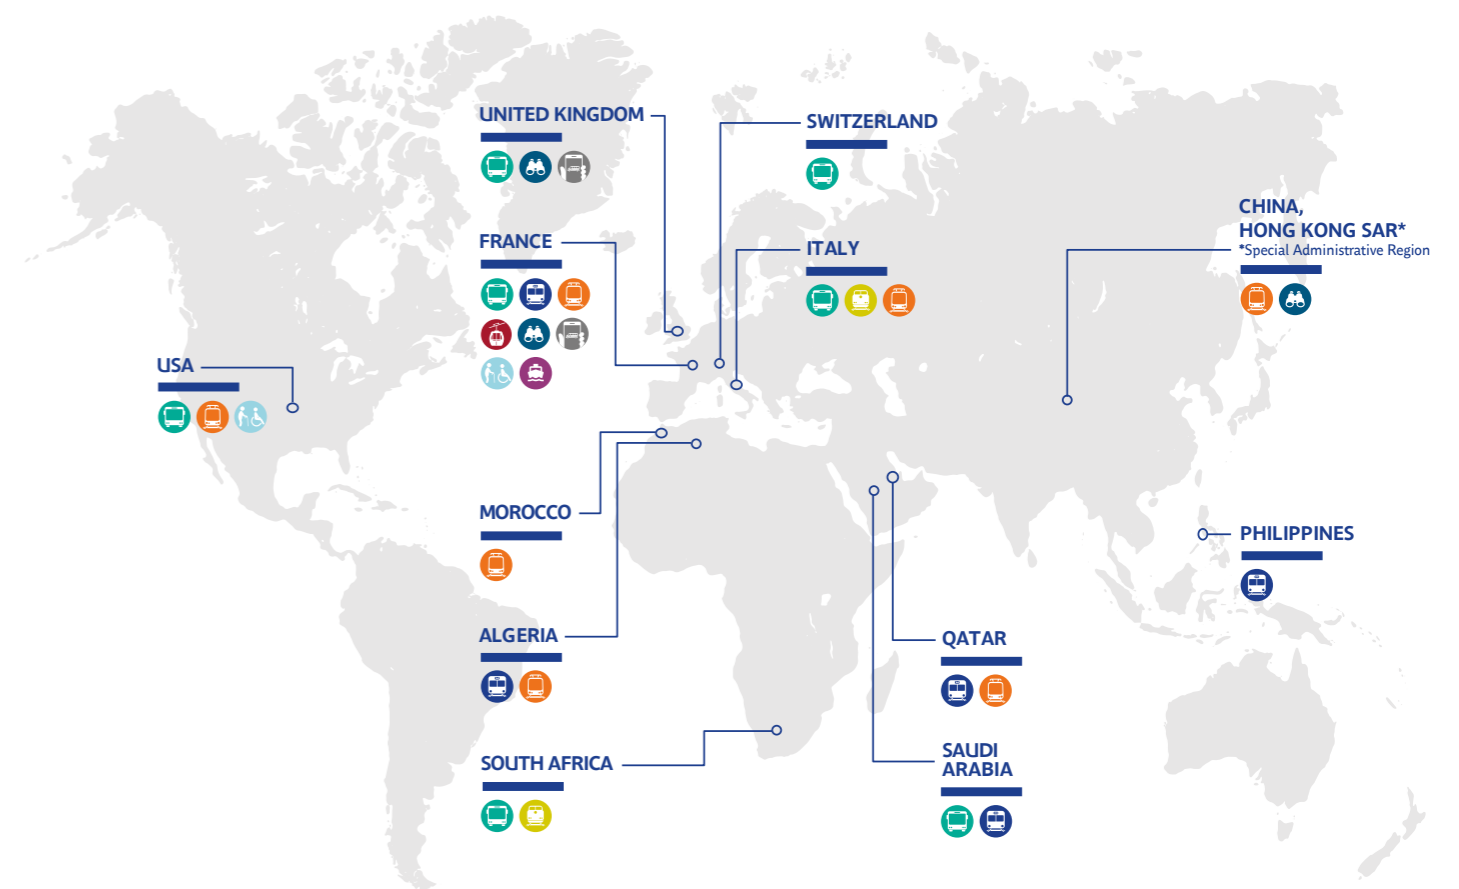 UNITED KINGDOM
SWITZERLAND
CHINA,
HONG KONG SAR*
*Special Administrative Region
FRANCE
ITALY
USA
MOROCCO
PHILIPPINES
ALGERIA
QATAR
SOUTH AFRICA
SAUDI
ARABIA